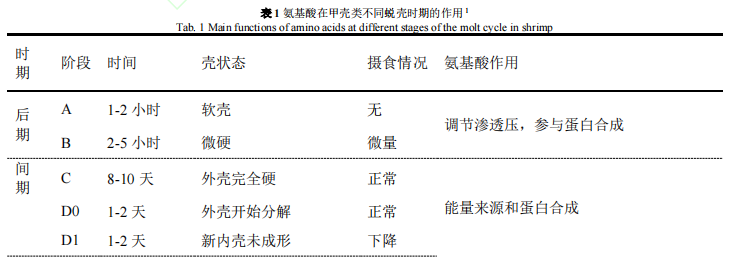 表 1 氨基酸在甲壳类不同蜕壳时期的作用 1
Tab. 1 Main functions of amino acids at different stages of the molt cycle in shrimp
时期 阶段 时间 壳状态 摄食情况 氨基酸作用
后期 A 1-2 小时 软壳 无 调节渗透压，参与蛋白合成
B 2-5 小时 微硬 微量
间期 C 8-10 天 外壳完全硬 正常 能量来源和蛋白合成
D0 1-2 天 外壳开始分解 正常
D1 1-2 天 新内壳未成形 下降